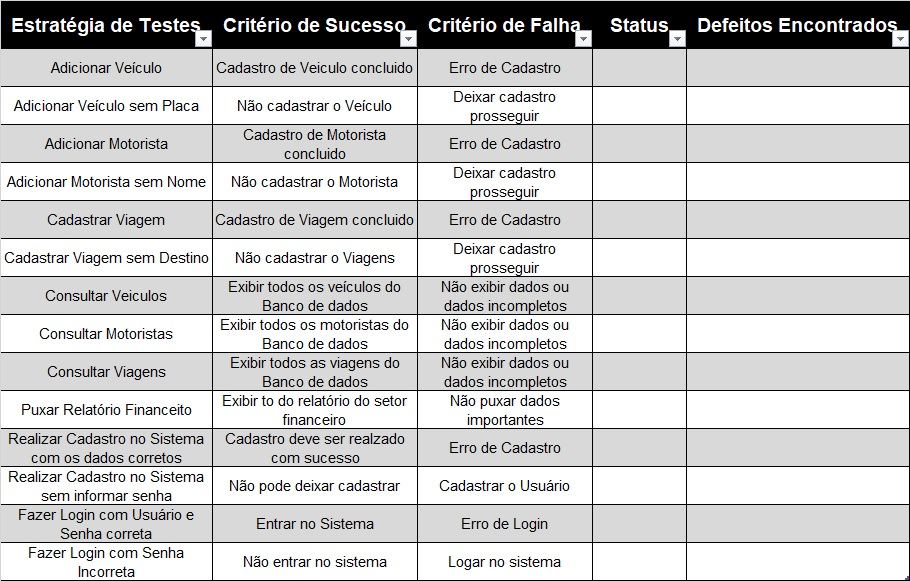 Estratégia de Testes Critério de Sucesso Critério de Falha Status Defeitos Encontrados
Adicionar Veículo Cadastro de Veiculo concluido Erro de Cadastro
Adicionar Veículo sem Placa Não cadastrar o Veículo Deixar cadastro
prosseguir
Adicionar Motorista Cadastro de Motorista
concluido Erro de Cadastro
Adicionar Motorista sem Nome Não cadastrar o Motorista Deixar cadastro
prosseguir
Cadastrar Viagem Cadastro de Viagem concluido Erro de Cadastro
Cadastrar Viagem sem Destino Não cadastrar o Viagens Deixar cadastro
prosseguir
Consultar Veiculos Exibir todos os veículos do
Banco de dados Não exibir dados ou
dados incompletos
Consultar Motoristas Exibir todos os motoristas do
Banco de dados Não exibir dados ou
dados incompletos
Consultar Viagens Exibir todos as viagens do
Banco de dados Não exibir dados ou
dados incompletos
Puxar Relatório Financeito Exibir to do relatório do setor
financeiro Não puxar dados
importantes
Realizar Cadastro no Sistema
com os dados corretos Cadastro deve ser realzado
com sucesso Erro de Cadastro
Realizar Cadastro no Sistema
sem informar senha Não pode deixar cadastrar Cadastrar o Usuário
Fazer Login com Usuário e
Senha correta Entrar no Sistema Erro de Login
Fazer Login com Senha
Incorreta Não entrar no sistema Logar no sistema